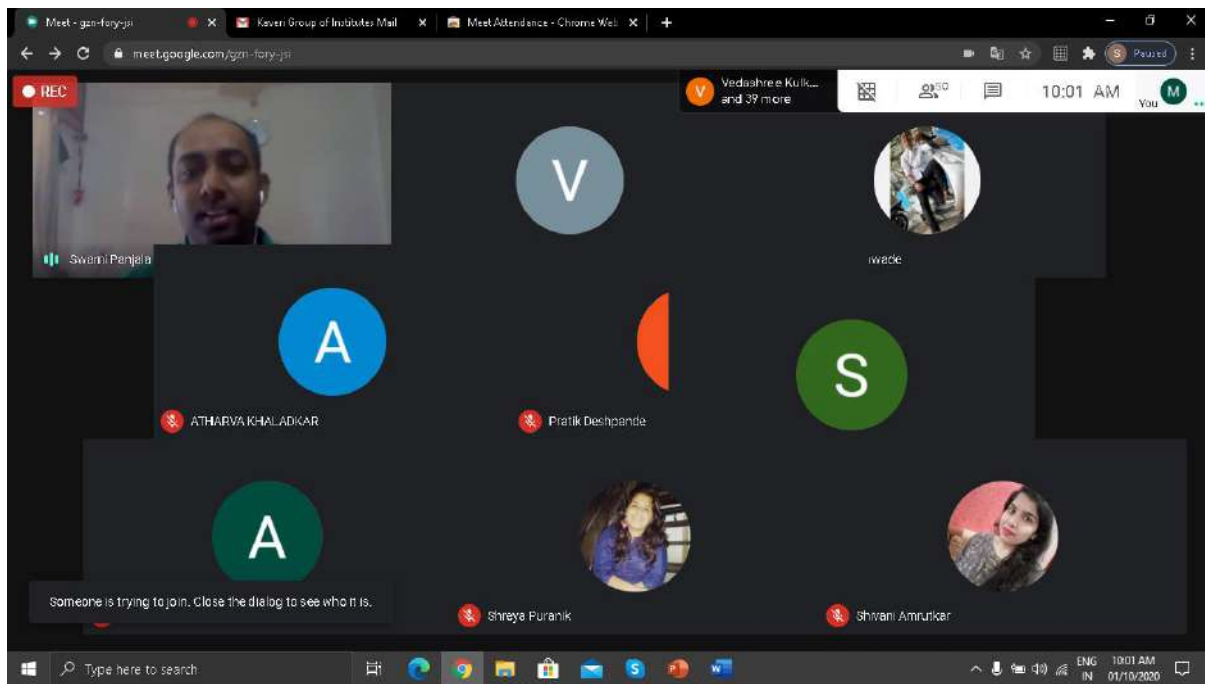 Meet - gzn-fory-jsi
Kaveri Group of Institutes Mail
Meet Attendance - Chrome Web
meet.google.com/gzn-fory-jsi
S
Paused
REC
V
Vedashree Kulk...
and 39 more
50
10:01 AM
You
M
V
Swami Panjala
wade
A
S
ATHARVA KHALADKAR
Pratik Deshpande
A
Someone is trying to join. Close the dialog to see who it is.
Shreya Puranik
Shivani Amrutkar
Type here to search
ENG
IN
10:01 AM
01/10/2020